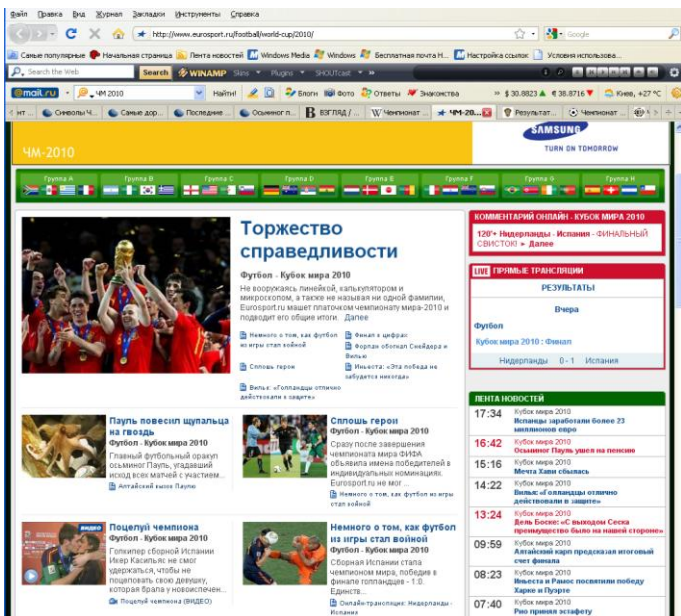 Файл Правка Вид Журнал Закладки Инструменты Справка
http://www.eurosport.ru/football/world-cup/2010/
Google
Самые популярные Начальная страница Лента новостей Windows Media Windows Бесплатная почта H... Настройка ссылок Условия использова...
Search the Web Search WINAMP Skins Plugins SHOUTcast
@mail.ru ЧМ 2010 Найти! Блоги Фото Ответы Знакомства $ 30.8823 € 38.8716 Киев, +27 °C
Символы Ч... Самые дор... Последние ... Осьминог п... ВЗГЛЯД / ... Чемпионат ... ЧМ-20... Результат... Чемпионат ...
SAMSUNG
TURN ON TOMORROW
ЧМ-2010
Группа A Группа B Группа C Группа D Группа E Группа F Группа G Группа H
Торжество
справедливости
Футбол - Кубок мира 2010
Не вооружаясь линейкой, калькулятором и
микроскопом, а также не называя ни одной фамилии,
Eurosport.ru машет платочком чемпионату мира-2010 и
подводит его общие итоги. Далее
Немного о том, как футбол
из игры стал войной
Финал в цифрах
Форлан обогнал Снейдера и
Вилью
Сплошь герои
Иньеста: «Эта победа не
забудется никогда»
Вилья: «Голландцы отлично
действовали в защите»
Пауль повесил щупальца
на гвоздь
Футбол - Кубок мира 2010
Главный футбольный оракул
осьминог Пауль, угадавший
исход всех матчей с участием...
Алтайский вызов Паулю
Сплошь герои
Футбол - Кубок мира 2010
Сразу после завершения
чемпионата мира ФИФА
объявила имена победителей в
индивидуальных номинациях.
Eurosport.ru не мог ...
Немного о том, как футбол из игры
стал войной
ВИДЕО
Поцелуй чемпиона
Футбол - Кубок мира 2010
Голкипер сборной Испании
Икер Касильяс не смог
удержаться, чтобы не
поцеловать свою девушку,
которая брала у новоиспечен...
Поцелуй чемпиона (ВИДЕО)
Немного о том, как футбол
из игры стал войной
Футбол - Кубок мира 2010
Сборная Испании стала
чемпионом мира, победив в
финале голландцев - 1:0.
Единств...
Онлайн-трансляция: Нидерланды -
Испания
КОММЕНТАРИЙ ОНЛАЙН - КУБОК МИРА 2010
120'+ Нидерланды - Испания - ФИНАЛЬНЫЙ
СВИСТОК! ► Далее
LIVE ПРЯМЫЕ ТРАНСЛЯЦИИ
РЕЗУЛЬТАТЫ
Вчера
Футбол
Кубок мира 2010 : Финал
Нидерланды 0 - 1 Испания
ЛЕНТА НОВОСТЕЙ
17:34 Кубок мира 2010
Испанцы заработали более 23
миллионов евро
16:42 Кубок мира 2010
Осьминог Пауль ушел на пенсию
15:16 Кубок мира 2010
Мечта Хави сбылась
14:22 Кубок мира 2010
Вилья: «Голландцы отлично
действовали в защите»
13:24 Кубок мира 2010
Дель Боске: «С выходом Сеска
преимущество было на нашей стороне»
09:59 Кубок мира 2010
Алтайский карп предсказал итоговый
счет финала
08:23 Кубок мира 2010
Иньеста и Рамос посвятили победу
Харке и Пуэрте
07:40 Кубок мира 2010
Рио принял эстафету